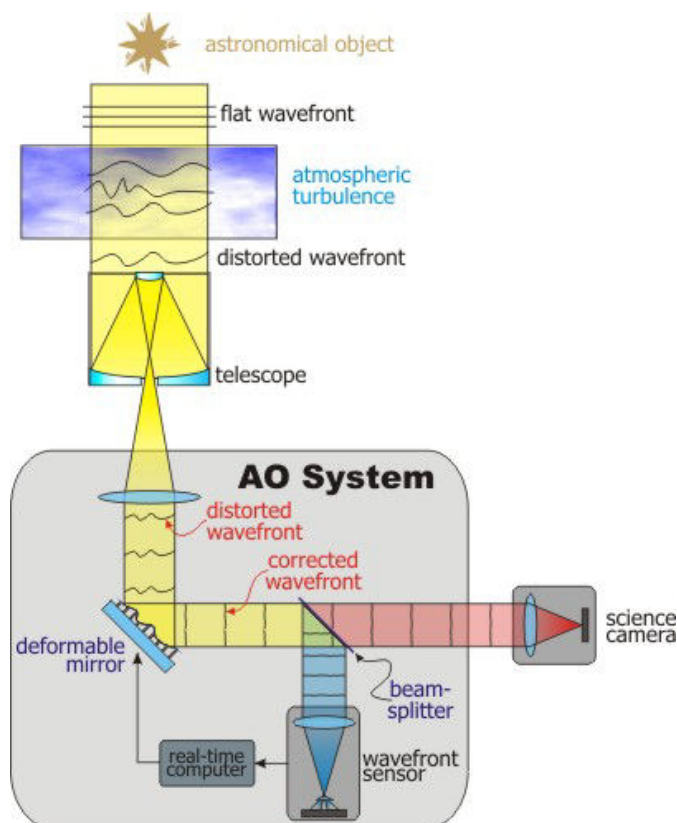 astronomical object
flat wavefront
atmospheric
turbulence
distorted wavefront
telescope
AO System
distorted
wavefront
corrected
wavefront
deformable
mirror
science
camera
beam-
splitter
real-time
computer
wavefront
sensor